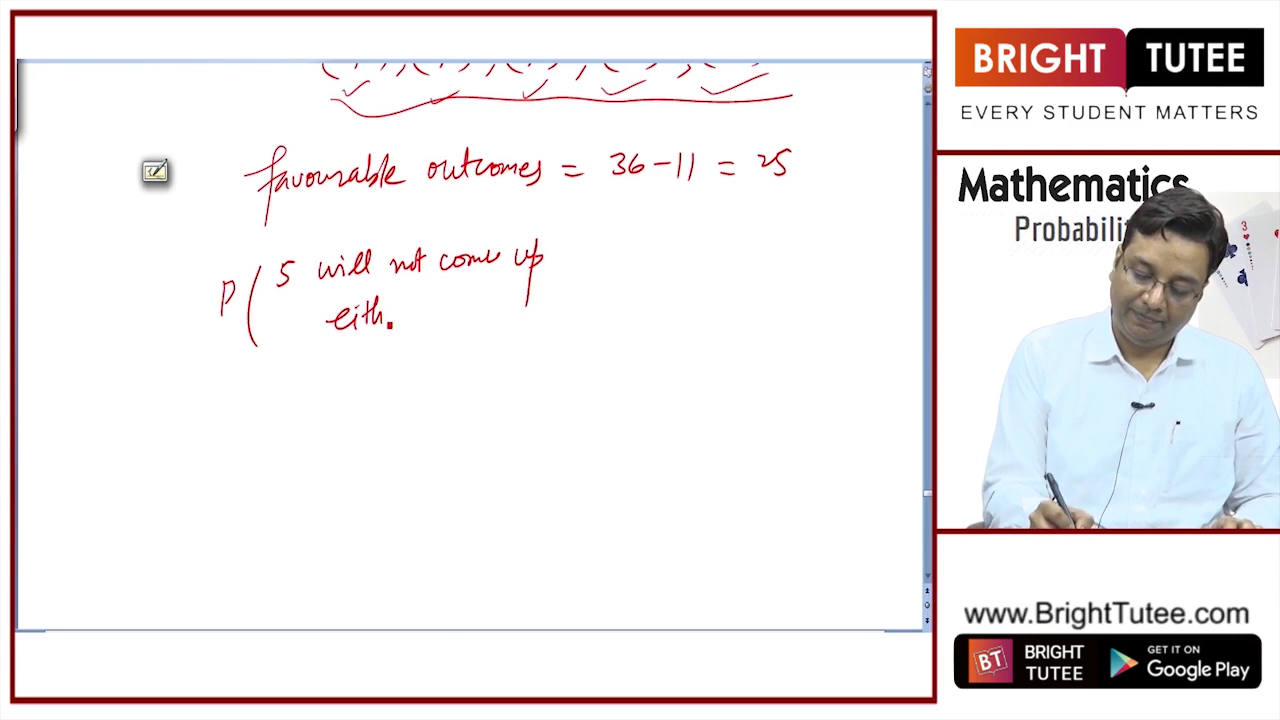 favourable outcomes = 36 - 11 = 25
P ( 5 will not come up
eith
BRIGHT TUTEE
EVERY STUDENT MATTERS
Mathematics
Probabilit
3
www.BrightTutee.com
BT BRIGHT TUTEE
GET IT ON
Google Play